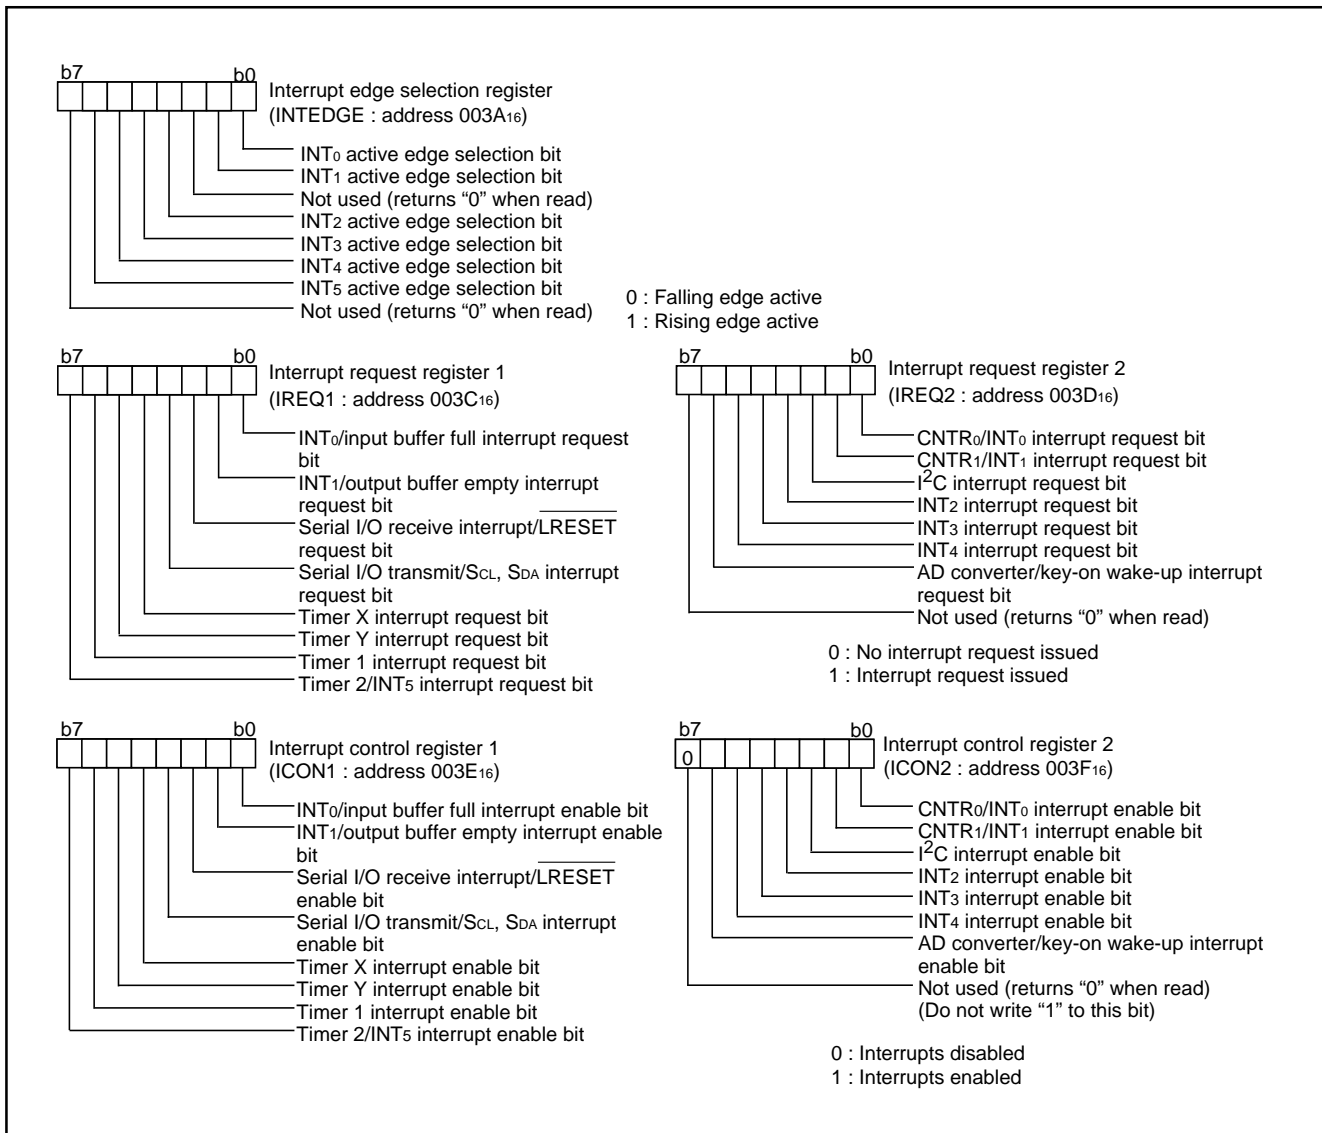 b7 b0
Interrupt edge selection register
(INTEDGE : address 003A16)
INT0 active edge selection bit
INT1 active edge selection bit
Not used (returns “0” when read)
INT2 active edge selection bit
INT3 active edge selection bit
INT4 active edge selection bit
INT5 active edge selection bit
Not used (returns “0” when read)
0 : Falling edge active
1 : Rising edge active
b7 b0
Interrupt request register 1
(IREQ1 : address 003C16)
INT0/input buffer full interrupt request
bit
INT1/output buffer empty interrupt
request bit
Serial I/O receive interrupt/LRESET
request bit
Serial I/O transmit/SCL, SDA interrupt
request bit
Timer X interrupt request bit
Timer Y interrupt request bit
Timer 1 interrupt request bit
Timer 2/INT5 interrupt request bit
b7 b0
Interrupt request register 2
(IREQ2 : address 003D16)
CNTR0/INT0 interrupt request bit
CNTR1/INT1 interrupt request bit
I2C interrupt request bit
INT2 interrupt request bit
INT3 interrupt request bit
INT4 interrupt request bit
AD converter/key-on wake-up interrupt
request bit
Not used (returns “0” when read)
0 : No interrupt request issued
1 : Interrupt request issued
b7 b0
Interrupt control register 1
(ICON1 : address 003E16)
INT0/input buffer full interrupt enable bit
INT1/output buffer empty interrupt enable
bit
Serial I/O receive interrupt/LRESET
enable bit
Serial I/O transmit/SCL, SDA interrupt
enable bit
Timer X interrupt enable bit
Timer Y interrupt enable bit
Timer 1 interrupt enable bit
Timer 2/INT5 interrupt enable bit
b7 b0
0
Interrupt control register 2
(ICON2 : address 003F16)
CNTR0/INT0 interrupt enable bit
CNTR1/INT1 interrupt enable bit
I2C interrupt enable bit
INT2 interrupt enable bit
INT3 interrupt enable bit
INT4 interrupt enable bit
AD converter/key-on wake-up interrupt
enable bit
Not used (returns “0” when read)
(Do not write “1” to this bit)
0 : Interrupts disabled
1 : Interrupts enabled